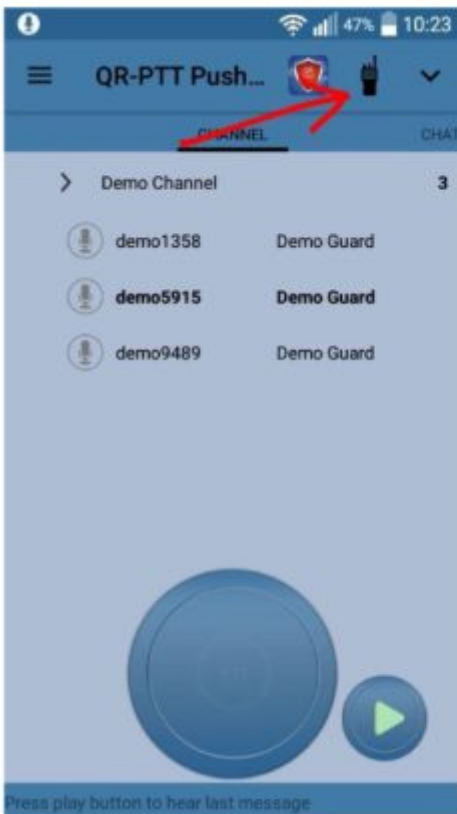 47% 10:23
QR-PTT Push...
CHANNEL CHAT
Demo Channel 3
demo1358 Demo Guard
demo5915 Demo Guard
demo9489 Demo Guard
Press play button to hear last message